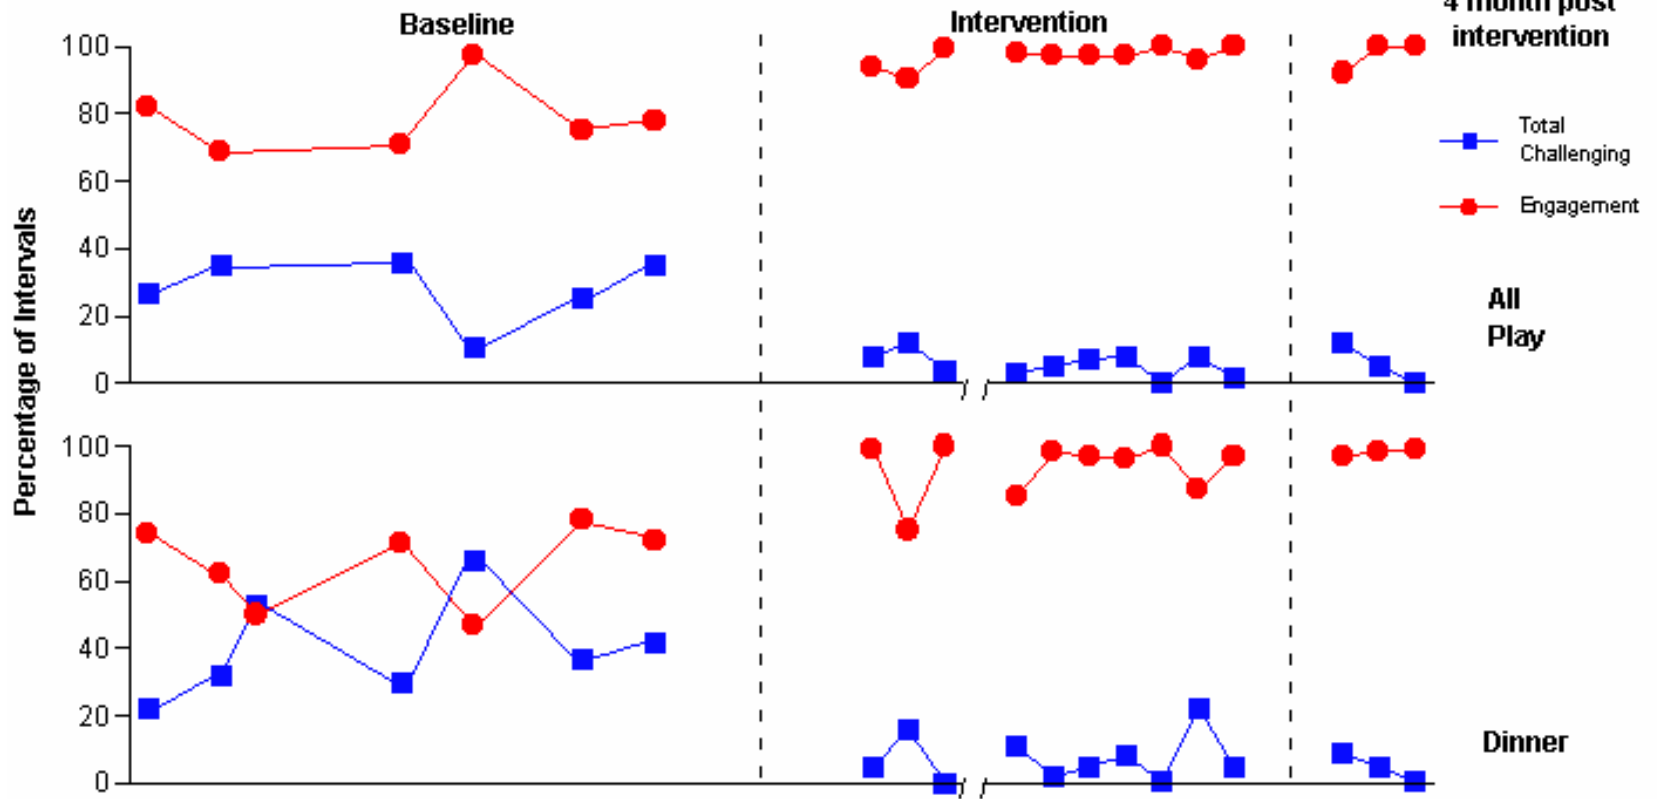 Baseline
Intervention
4 month post
intervention
100
80
60
40
20
0
Total
Challenging
Engagement
All
Play
Percentage of Intervals
100
80
60
40
20
0
Dinner